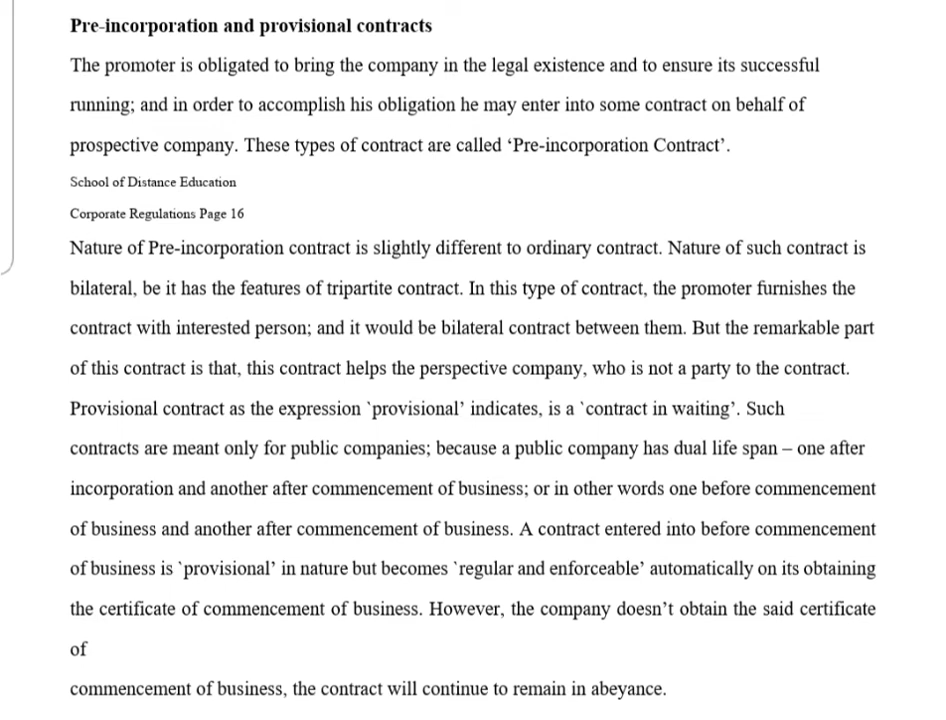 Pre-incorporation and provisional contracts
The promoter is obligated to bring the company in the legal existence and to ensure its successful
running; and in order to accomplish his obligation he may enter into some contract on behalf of
prospective company. These types of contract are called ‘Pre-incorporation Contract’.
School of Distance Education
Corporate Regulations Page 16
Nature of Pre-incorporation contract is slightly different to ordinary contract. Nature of such contract is
bilateral, be it has the features of tripartite contract. In this type of contract, the promoter furnishes the
contract with interested person; and it would be bilateral contract between them. But the remarkable part
of this contract is that, this contract helps the perspective company, who is not a party to the contract.
Provisional contract as the expression `provisional’ indicates, is a `contract in waiting’. Such
contracts are meant only for public companies; because a public company has dual life span – one after
incorporation and another after commencement of business; or in other words one before commencement
of business and another after commencement of business. A contract entered into before commencement
of business is `provisional’ in nature but becomes `regular and enforceable’ automatically on its obtaining
the certificate of commencement of business. However, the company doesn’t obtain the said certificate
of
commencement of business, the contract will continue to remain in abeyance.